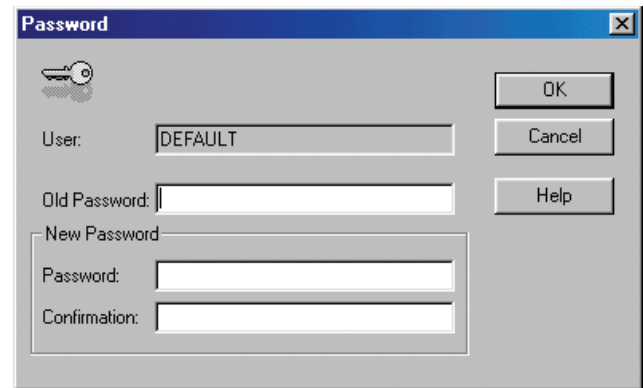 Password
OK
User: DEFAULT
Cancel
Old Password:
Help
New Password
Password:
Confirmation: